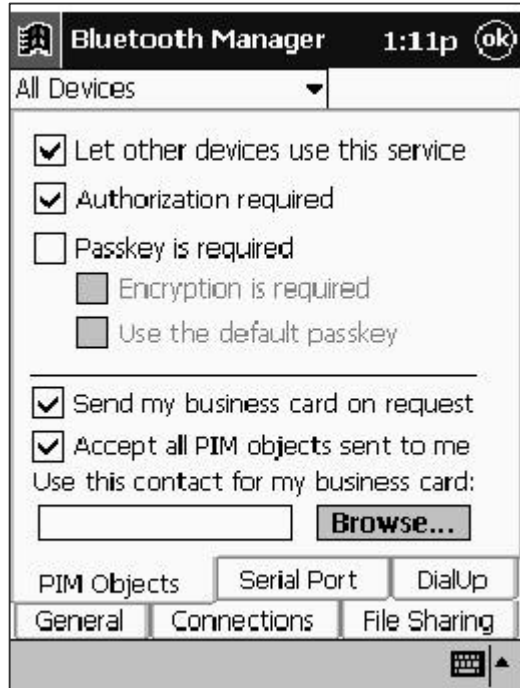 Bluetooth Manager 1:11p ok
All Devices
Let other devices use this service
Authorization required
Passkey is required
Encryption is required
Use the default passkey
Send my business card on request
Accept all PIM objects sent to me
Use this contact for my business card:
Browse...
PIM Objects Serial Port DialUp
General Connections File Sharing